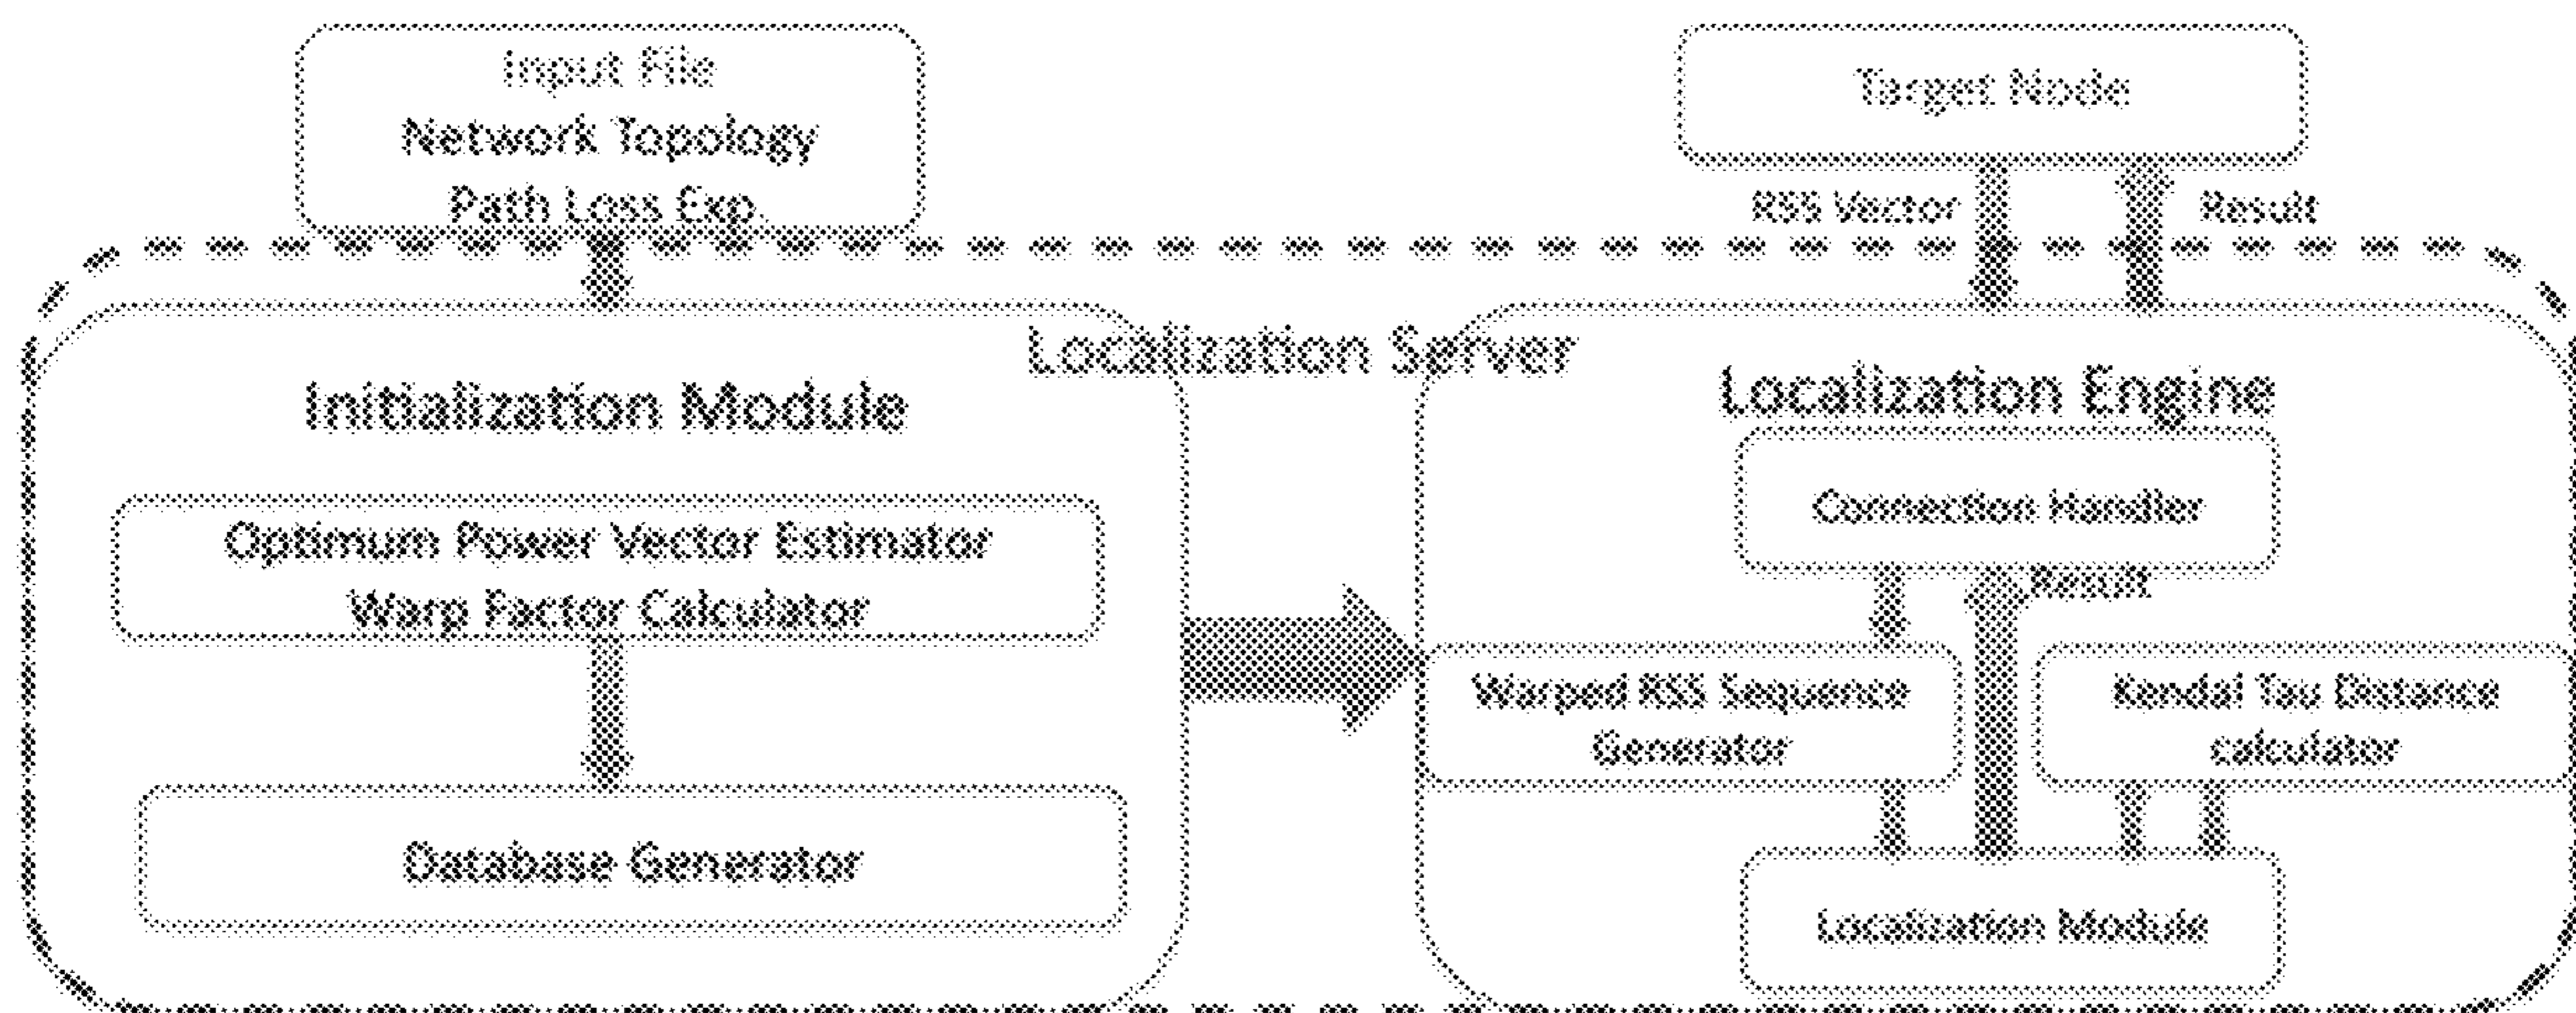 Input File
Network Topology
Path Loss Exp.
Target Node
RSS Vector
Result
Localization Server
Initialization Module
Localization Engine
Optimum Power Vector Estimator
Warp Factor Calculator
Connection Handler
Result
Warped RSS Sequence
Generator
Kendal Tau Distance
calculator
Database Generator
Localization Module